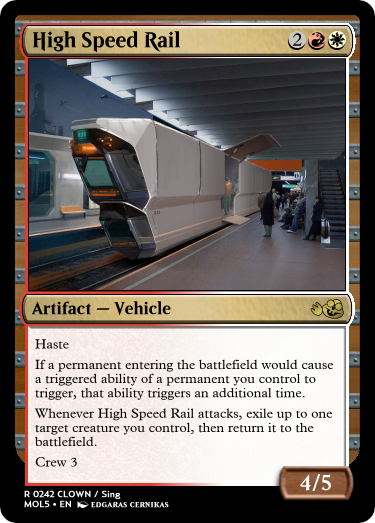 High Speed Rail 2
Artifact — Vehicle
Haste
If a permanent entering the battlefield would cause
a triggered ability of a permanent you control to
trigger, that ability triggers an additional time.
Whenever High Speed Rail attacks, exile up to one
target creature you control, then return it to the
battlefield.
Crew 3
4/5
R 0242 CLOWN / Sing
MOL5 • EN EDGARAS CERNIKAS